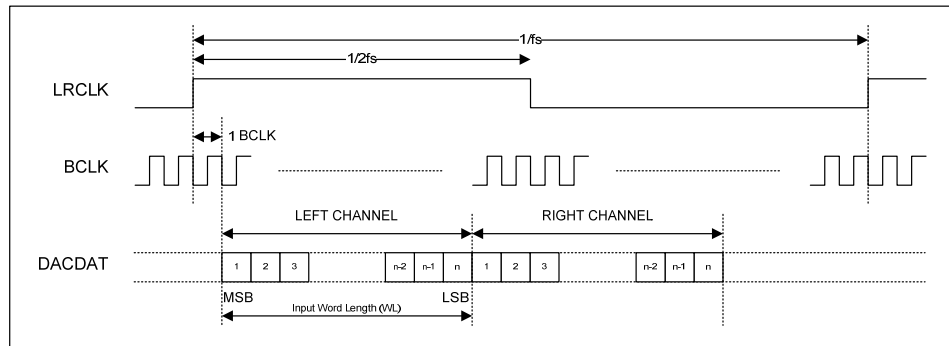 1/fs
1/2fs
LRCLK
1 BCLK
BCLK
LEFT CHANNEL RIGHT CHANNEL
DACDAT 1 2 3 n-2 n-1 n 1 2 3 n-2 n-1 n
MSB LSB
Input Word Length (WL)